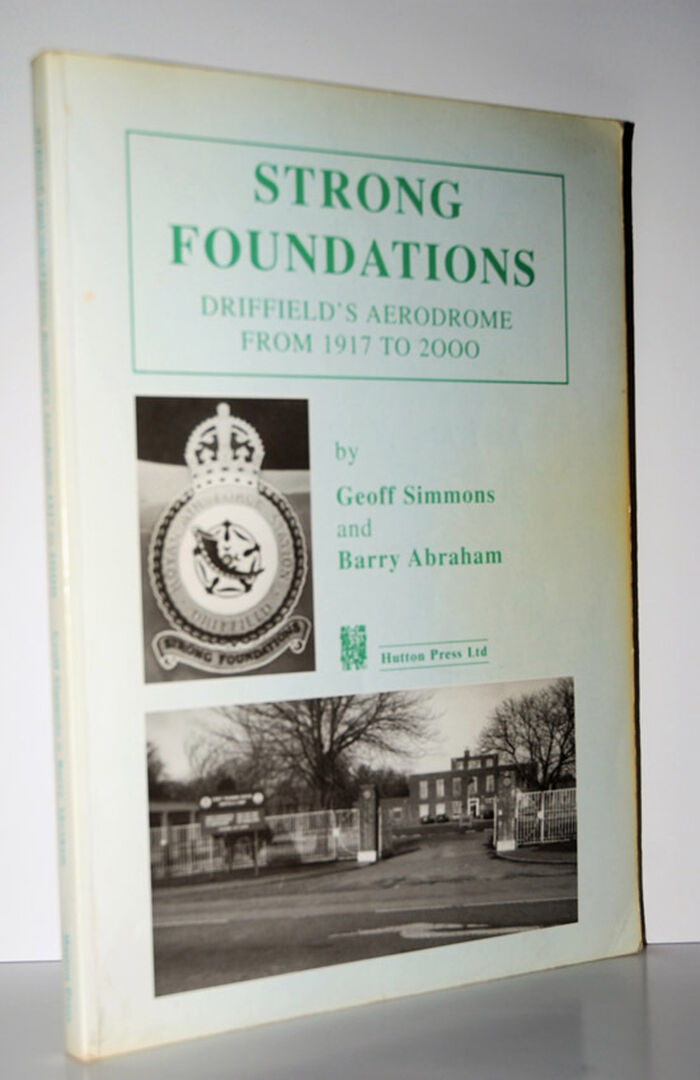 STRONG
FOUNDATIONS
DRIFFIELD'S AERODROME
FROM 1917 TO 2000
by
Geoff Simmons
and
Barry Abraham
ROYAL AIR FORCE STATION
DRIFFIELD
STRONG FOUNDATIONS
Hutton Press Ltd